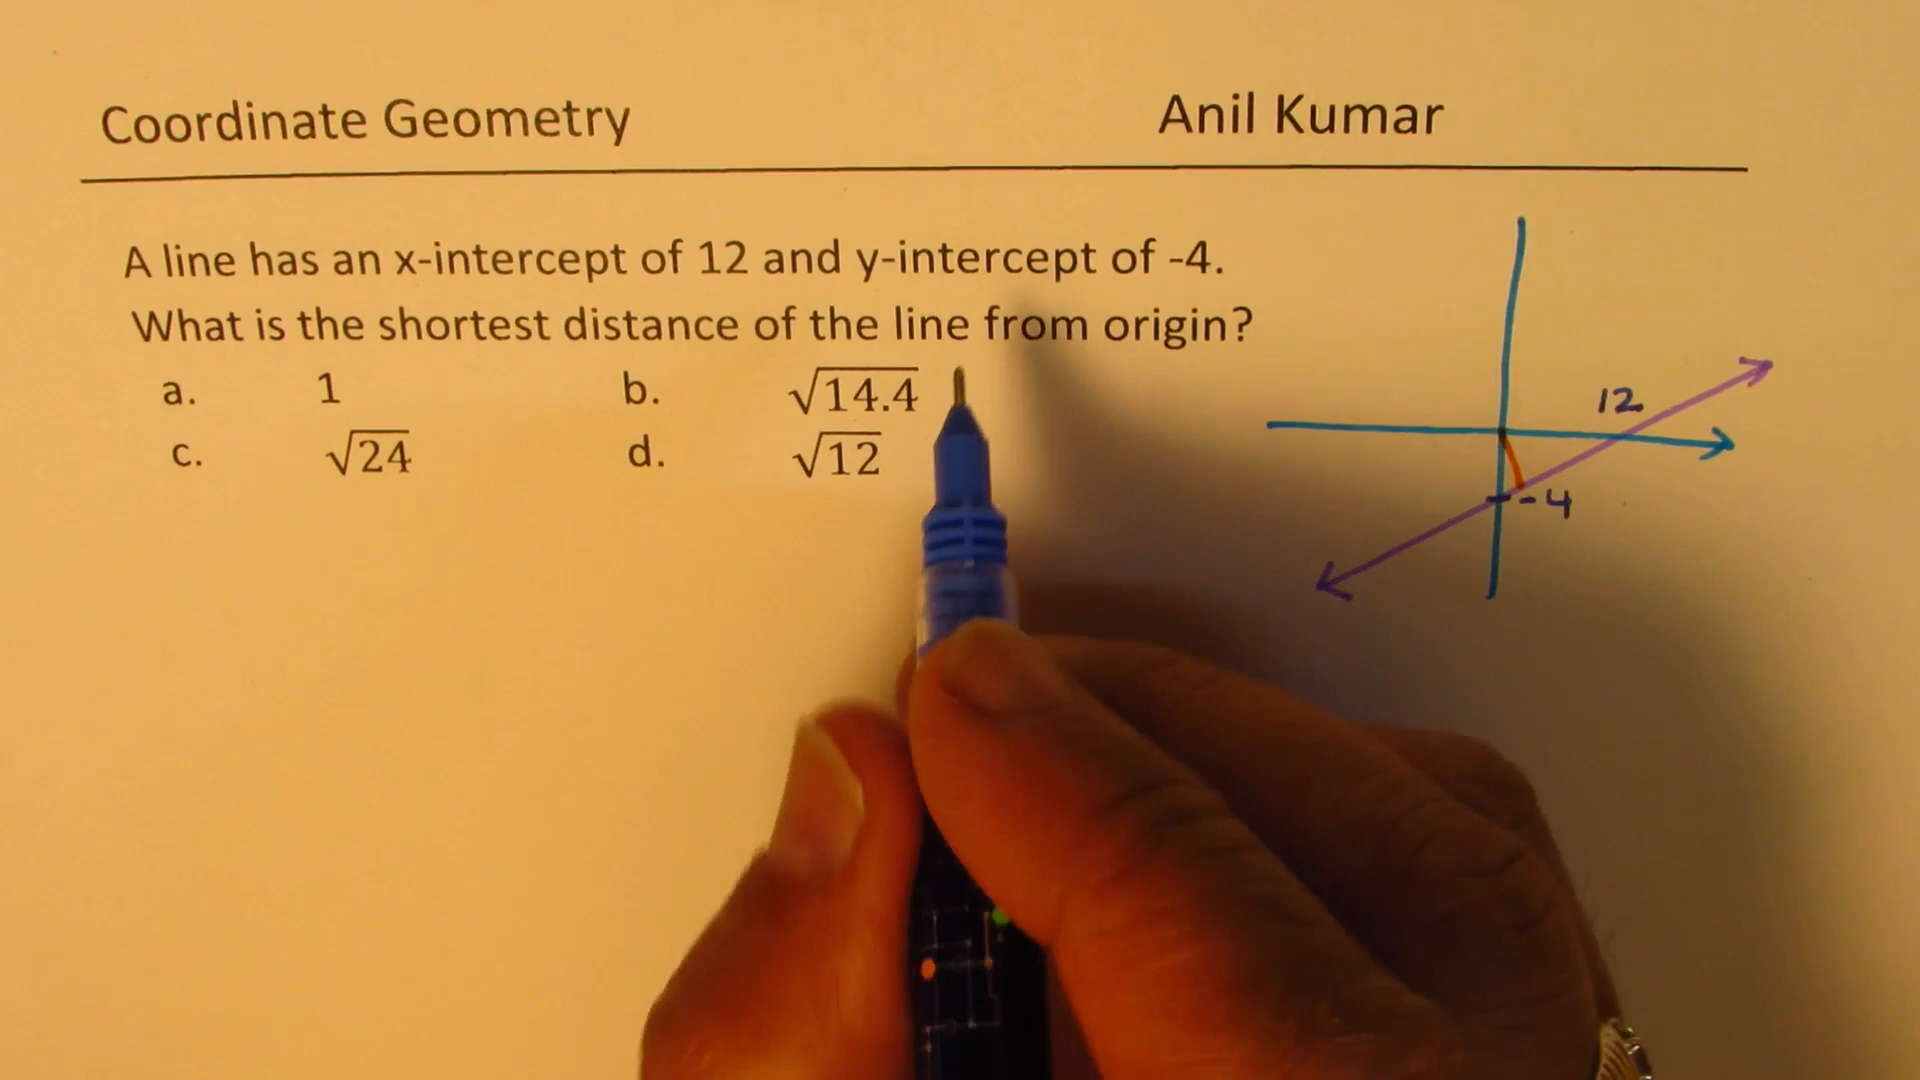 Coordinate Geometry Anil Kumar
A line has an x-intercept of 12 and y-intercept of -4.
What is the shortest distance of the line from origin?
a. 1 b. √14.4
c. √24 d. √12
12
-4